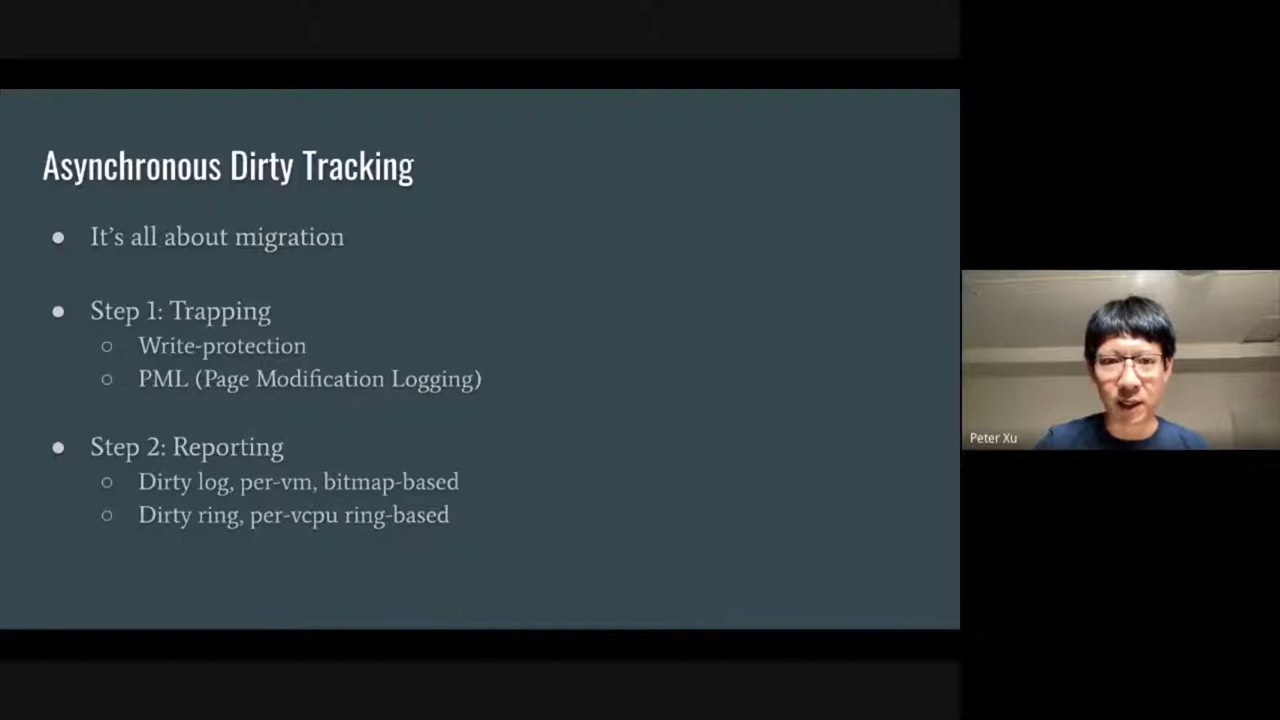 Asynchronous Dirty Tracking
● It’s all about migration
● Step 1: Trapping
○ Write-protection
○ PML (Page Modification Logging)
● Step 2: Reporting
○ Dirty log, per-vm, bitmap-based
○ Dirty ring, per-vcpu ring-based
Peter Xu